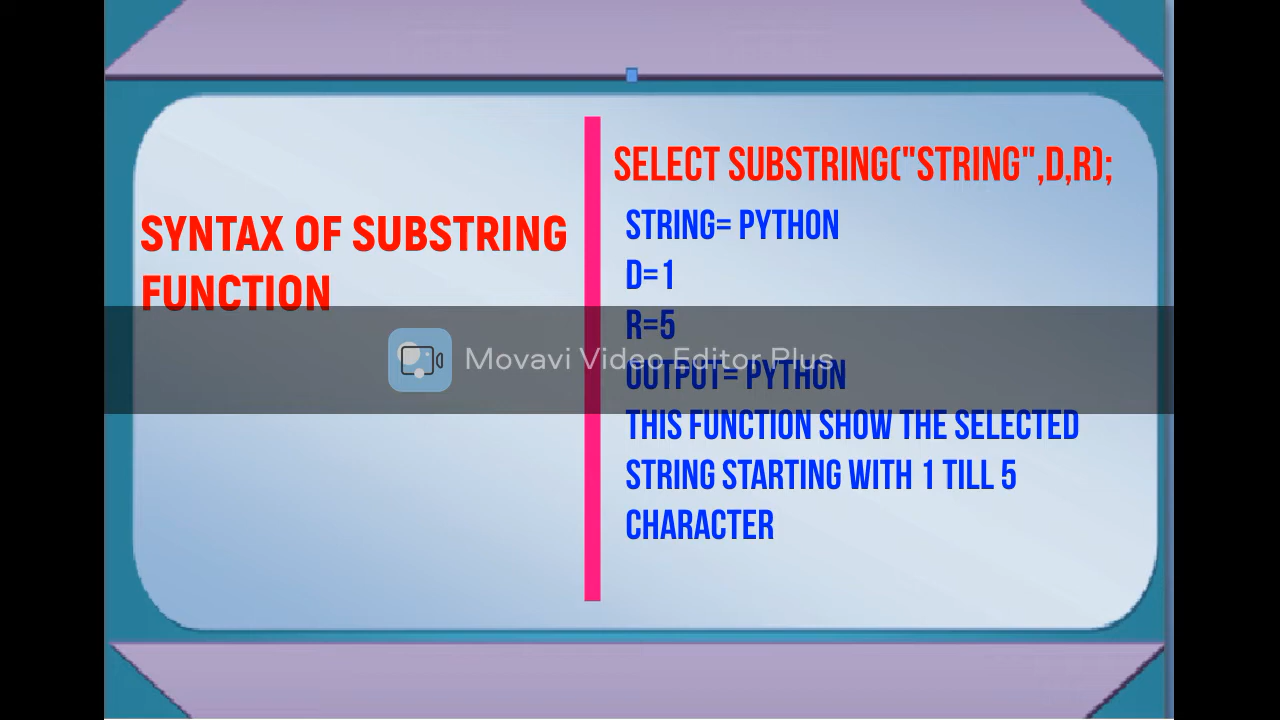 SYNTAX OF SUBSTRING
FUNCTION
SELECT SUBSTRING("STRING",D,R);
STRING= PYTHON
D=1
R=5
OUTPUT= PYTHON
THIS FUNCTION SHOW THE SELECTED
STRING STARTING WITH 1 TILL 5
CHARACTER
Movavi Video Editor Plus